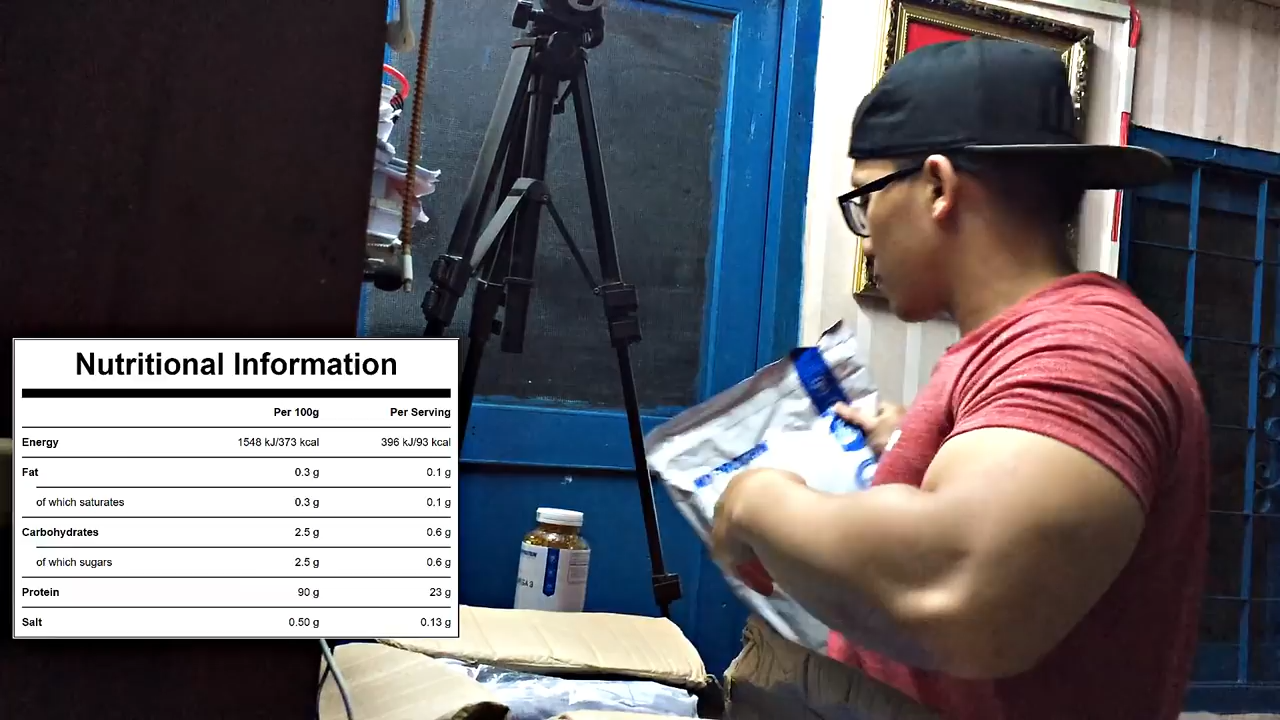 Nutritional Information
Per 100g Per Serving
Energy 1548 kJ/373 kcal 396 kJ/93 kcal
Fat 0.3 g 0.1 g
of which saturates 0.3 g 0.1 g
Carbohydrates 2.5 g 0.6 g
of which sugars 2.5 g 0.6 g
Protein 90 g 23 g
Salt 0.50 g 0.13 g